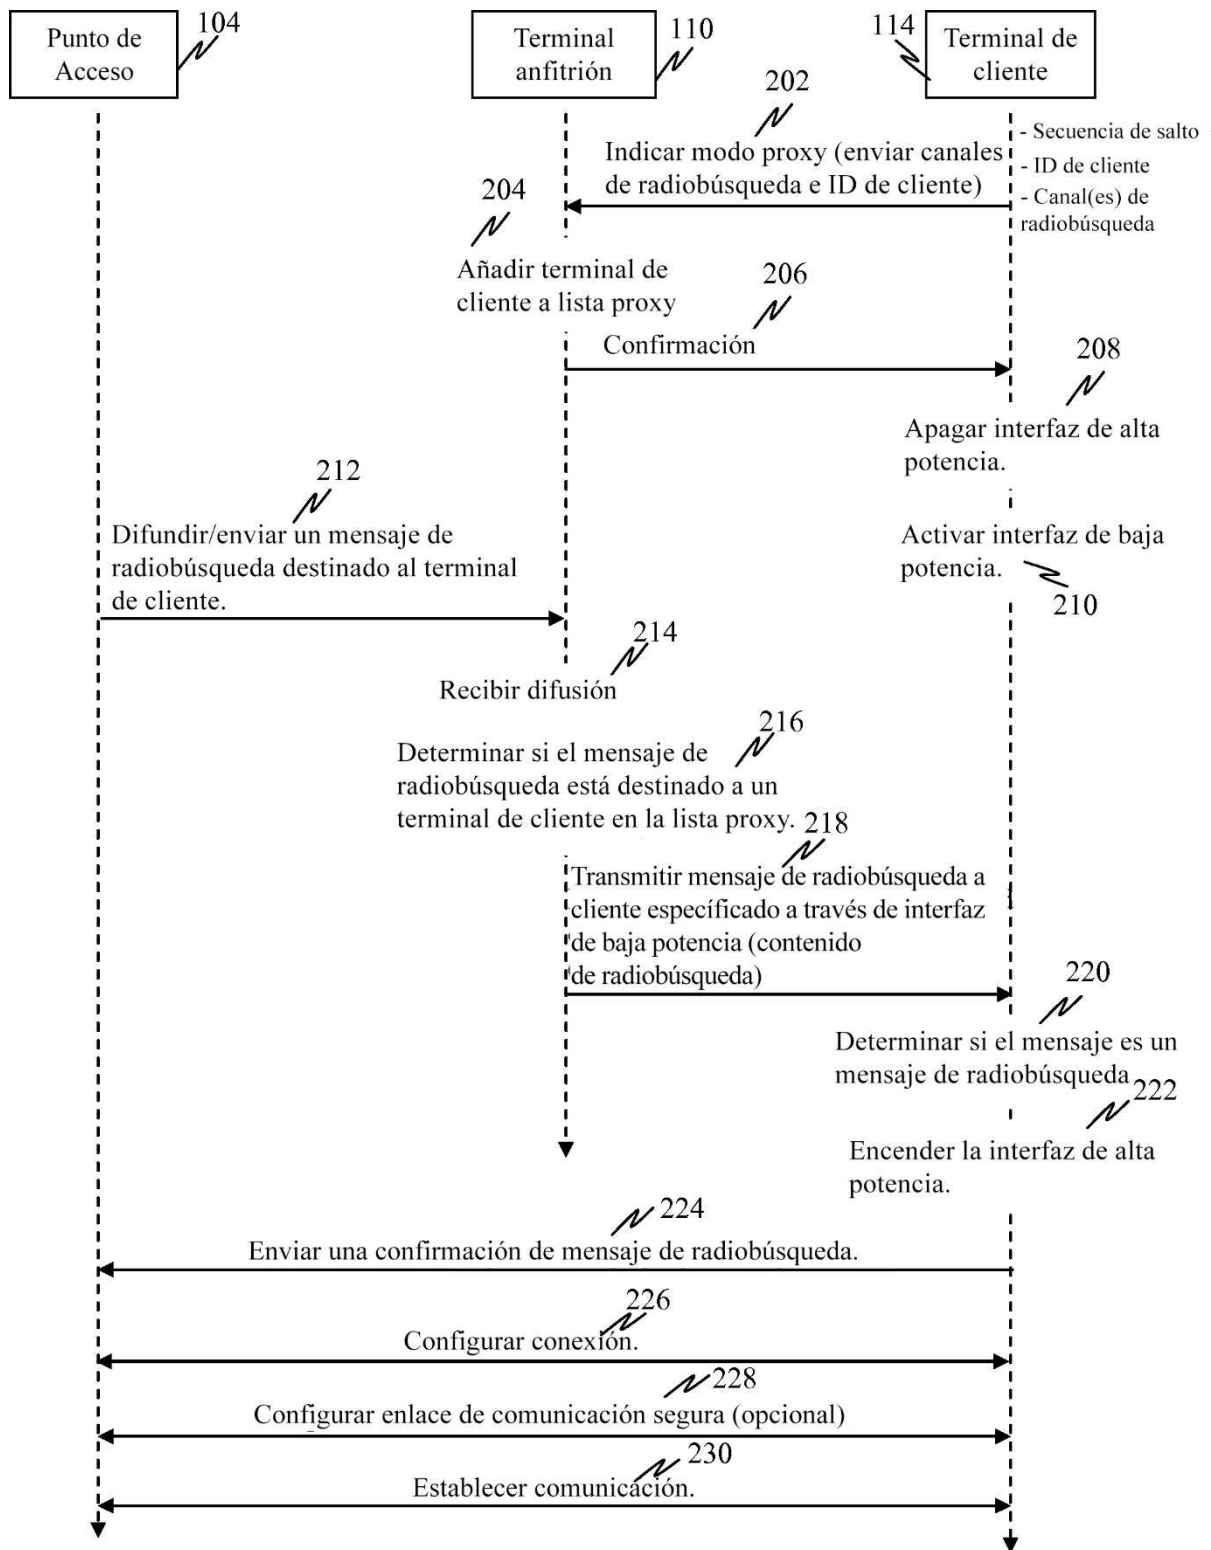 Punto de
Acceso
104
Terminal
anfitrión
110
114
Terminal de
cliente
202
- Secuencia de salto
- ID de cliente
- Canal(es) de
radiobúsqueda
Indicar modo proxy (enviar canales
de radiobúsqueda e ID de cliente)
204
Añadir terminal de
cliente a lista proxy
206
Confirmación
208
Apagar interfaz de alta
potencia.
212
Difundir/enviar un mensaje de
radiobúsqueda destinado al terminal
de cliente.
Activar interfaz de baja
potencia.
210
214
Recibir difusión
216
Determinar si el mensaje de
radiobúsqueda está destinado a un
terminal de cliente en la lista proxy.
218
Transmitir mensaje de radiobúsqueda a
cliente específicado a través de interfaz
de baja potencia (contenido
de radiobúsqueda)
220
Determinar si el mensaje es un
mensaje de radiobúsqueda
222
Encender la interfaz de alta
potencia.
224
Enviar una confirmación de mensaje de radiobúsqueda.
226
Configurar conexión.
228
Configurar enlace de comunicación segura (opcional)
230
Establecer comunicación.